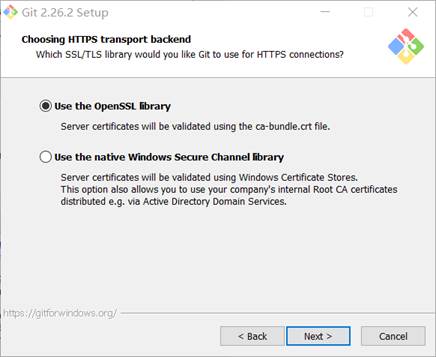 Git 2.26.2 Setup
Choosing HTTPS transport backend
Which SSL/TLS library would you like Git to use for HTTPS connections?
Use the OpenSSL library
Server certificates will be validated using the ca-bundle.crt file.
Use the native Windows Secure Channel library
Server certificates will be validated using Windows Certificate Stores.
This option also allows you to use your company's internal Root CA certificates
distributed e.g. via Active Directory Domain Services.
https://gitforwindows.org/
< Back Next > Cancel